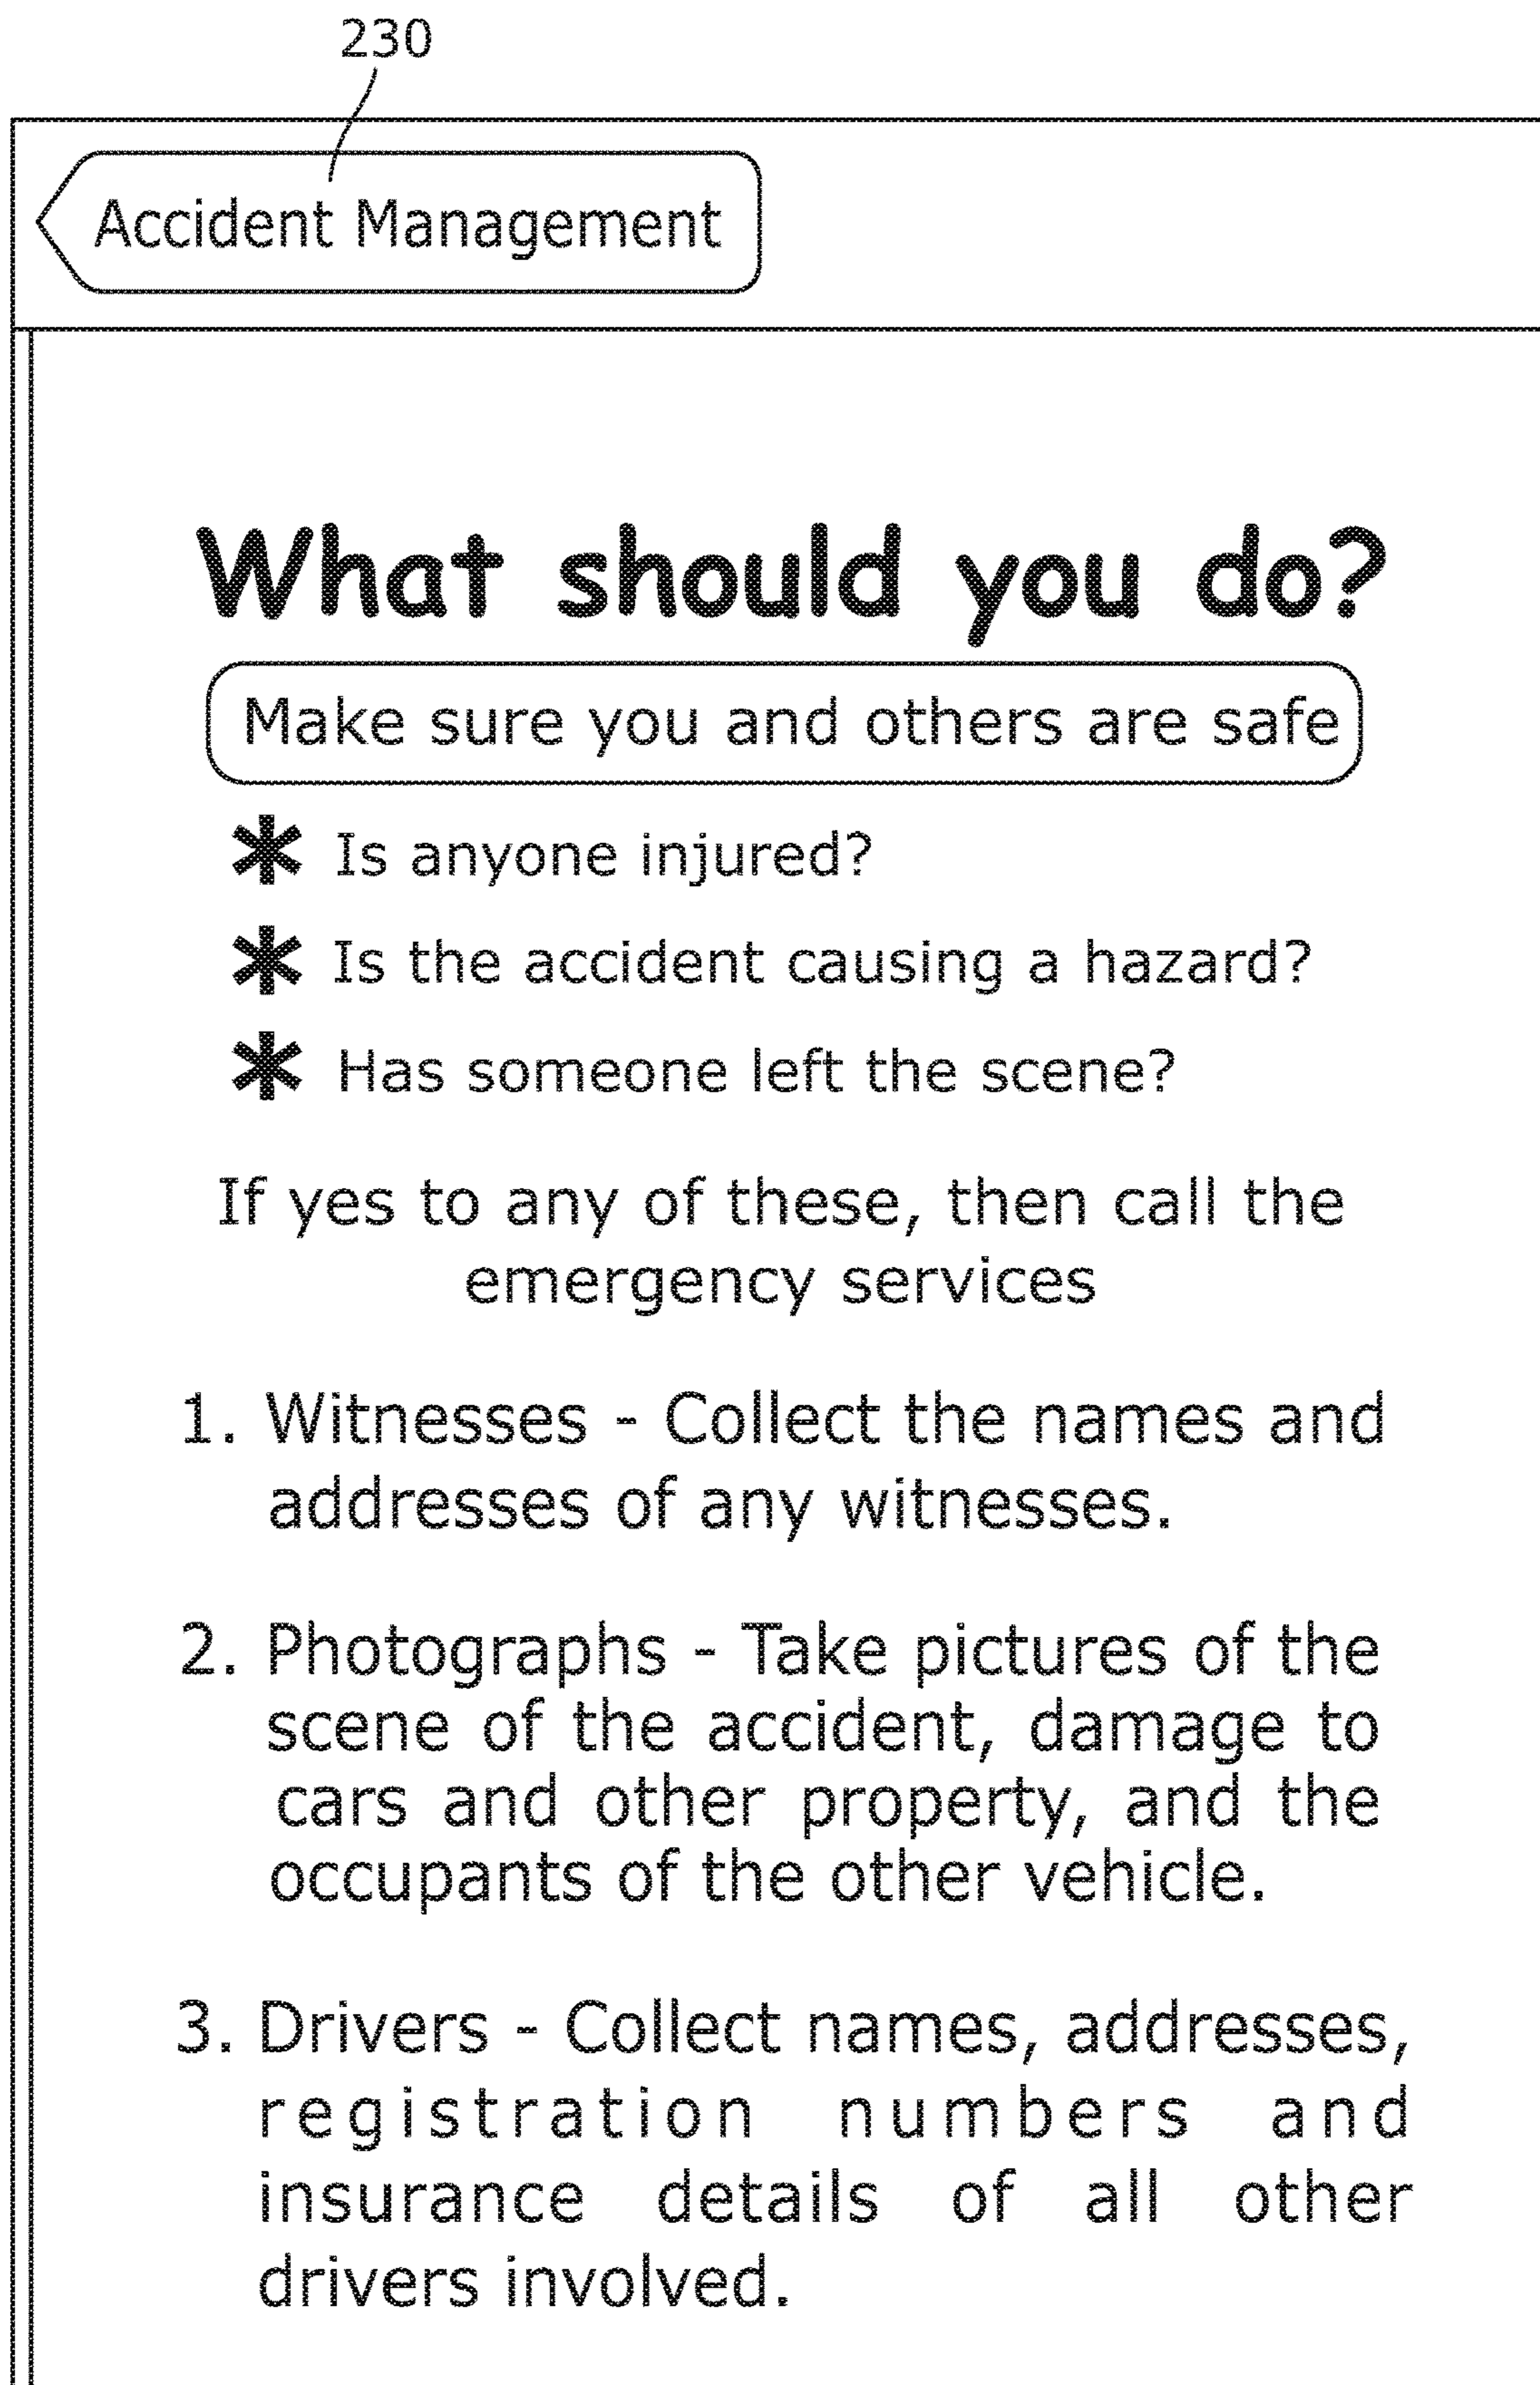 230
Accident Management
What should you do?
Make sure you and others are safe
* Is anyone injured?
* Is the accident causing a hazard?
* Has someone left the scene?
If yes to any of these, then call the
emergency services
1. Witnesses - Collect the names and
addresses of any witnesses.
2. Photographs - Take pictures of the
scene of the accident, damage to
cars and other property, and the
occupants of the other vehicle.
3. Drivers - Collect names, addresses,
registration numbers and
insurance details of all other
drivers involved.